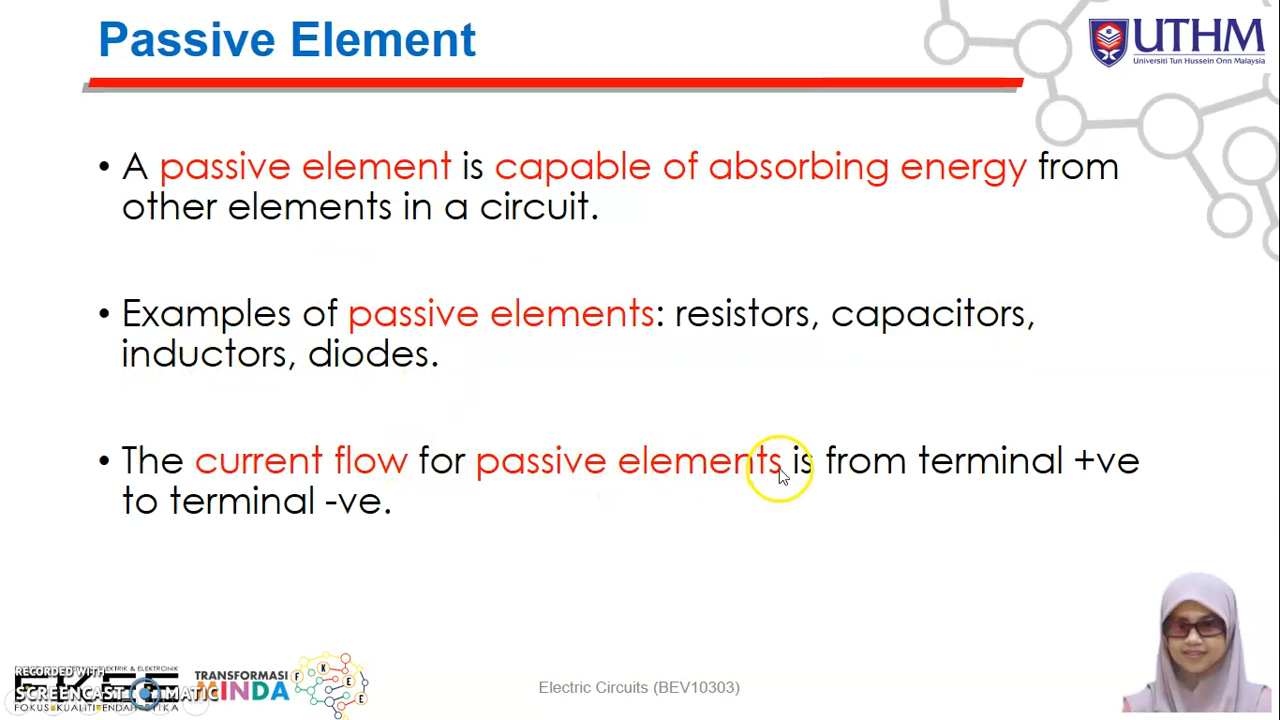 Passive Element
UTHM
Universiti Tun Hussein Onn Malaysia
• A passive element is capable of absorbing energy from
other elements in a circuit.
• Examples of passive elements: resistors, capacitors,
inductors, diodes.
• The current flow for passive elements is from terminal +ve
to terminal -ve.
RECORDED WITH
TRIK & ELEKTRONIK
SCREENCAST MATIC
TRANSFORMASI
MINDA
F K E E
Electric Circuits (BEV10303)